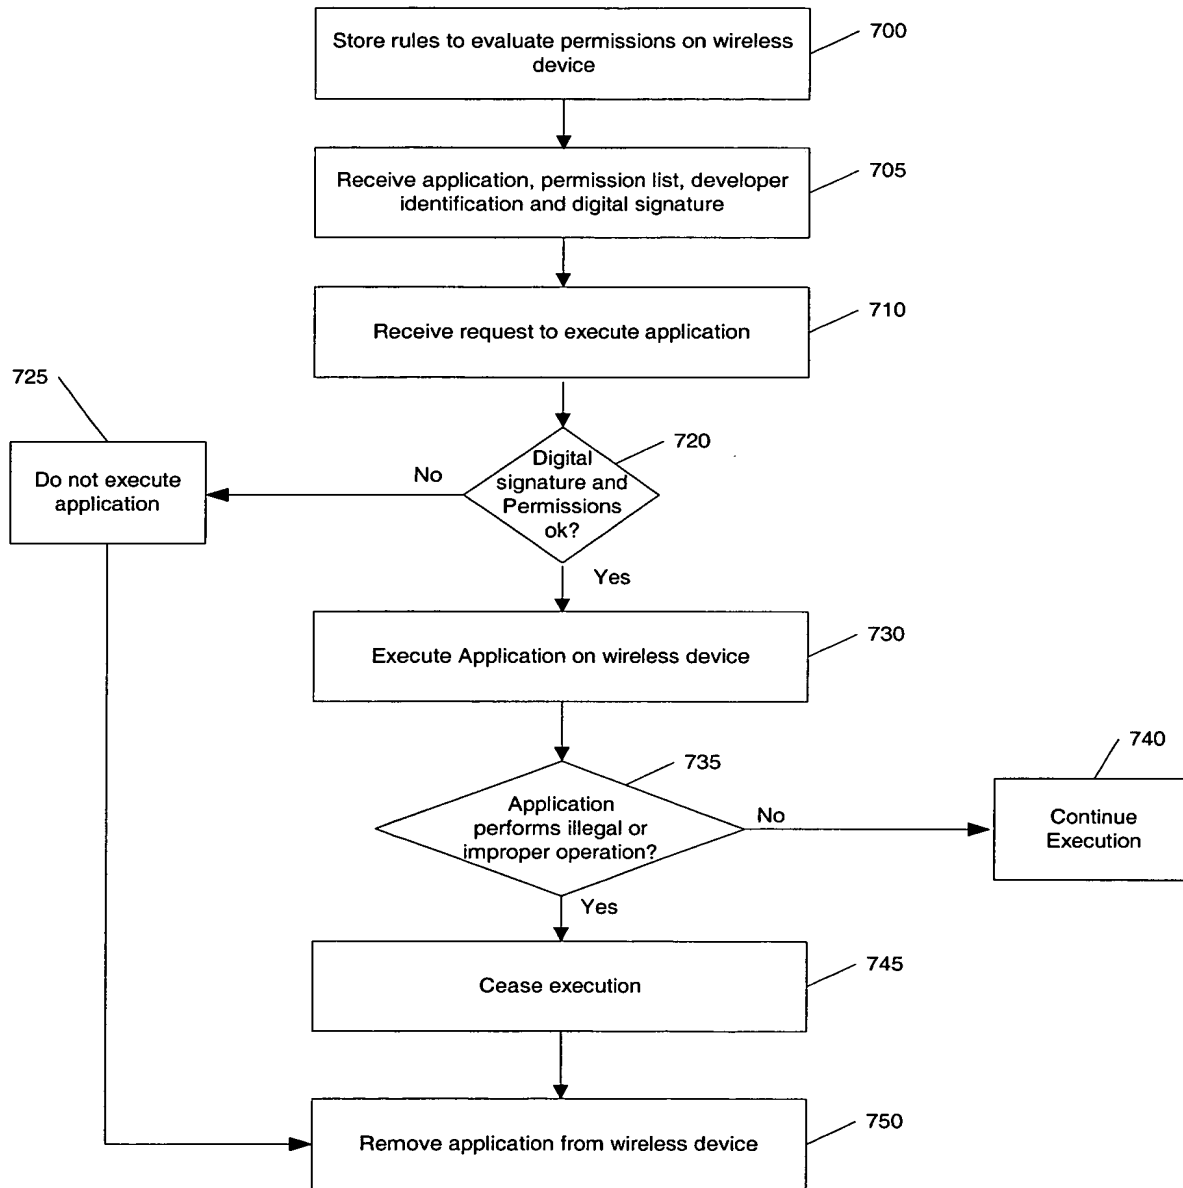 Store rules to evaluate permissions on wireless
device
700
Receive application, permission list, developer
identification and digital signature
705
Receive request to execute application
710
725
Do not execute
application
No
Digital
signature and
Permissions
ok?
720
Yes
Execute Application on wireless device
730
Application
performs illegal or
improper operation?
735
No
740
Continue
Execution
Yes
Cease execution
745
Remove application from wireless device
750